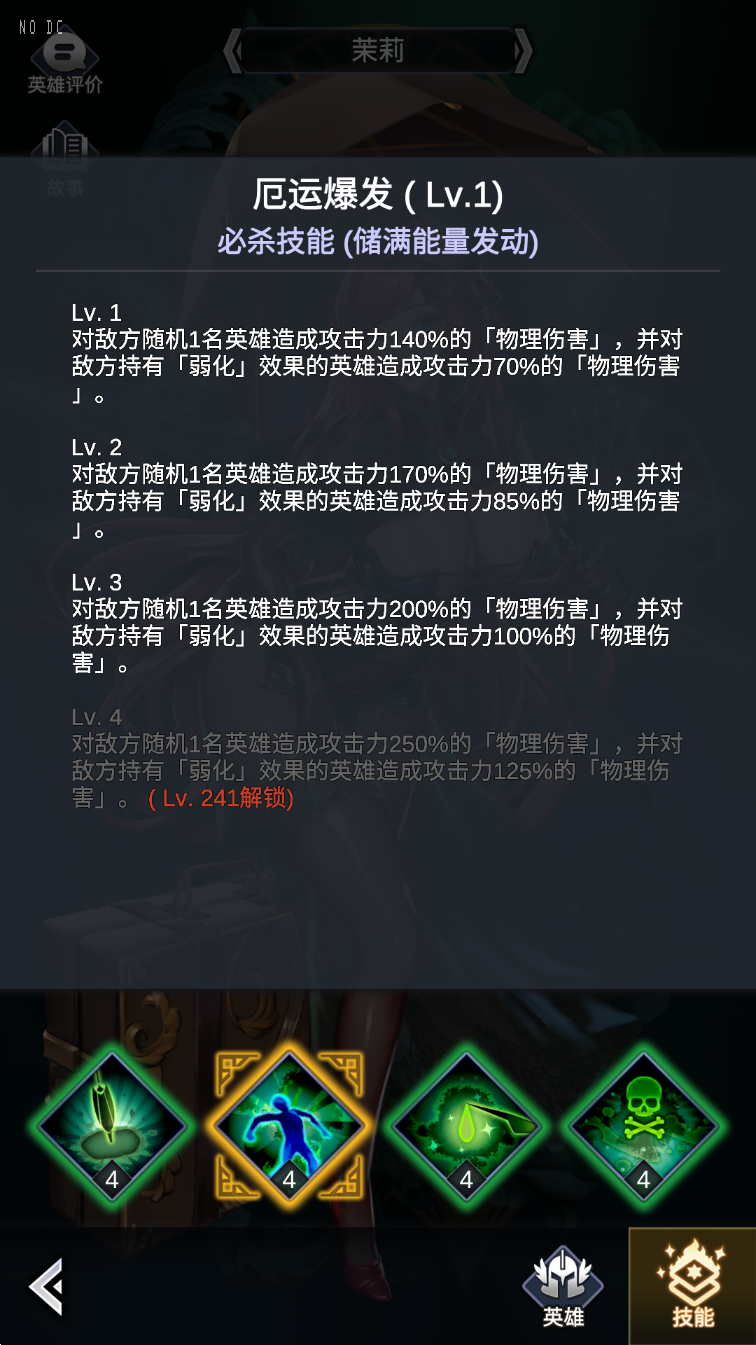 NO DC
茉莉
英雄评价
故事
厄运爆发 ( Lv.1)
必杀技能 (储满能量发动)
Lv. 1
对敌方随机1名英雄造成攻击力140%的「物理伤害」，并对
敌方持有「弱化」效果的英雄造成攻击力70%的「物理伤害
」。
Lv. 2
对敌方随机1名英雄造成攻击力170%的「物理伤害」，并对
敌方持有「弱化」效果的英雄造成攻击力85%的「物理伤害
」。
Lv. 3
对敌方随机1名英雄造成攻击力200%的「物理伤害」，并对
敌方持有「弱化」效果的英雄造成攻击力100%的「物理伤
害」。
Lv. 4
对敌方随机1名英雄造成攻击力250%的「物理伤害」，并对
敌方持有「弱化」效果的英雄造成攻击力125%的「物理伤
害」。 ( Lv. 241解锁)
4 4 4 4
英雄 技能